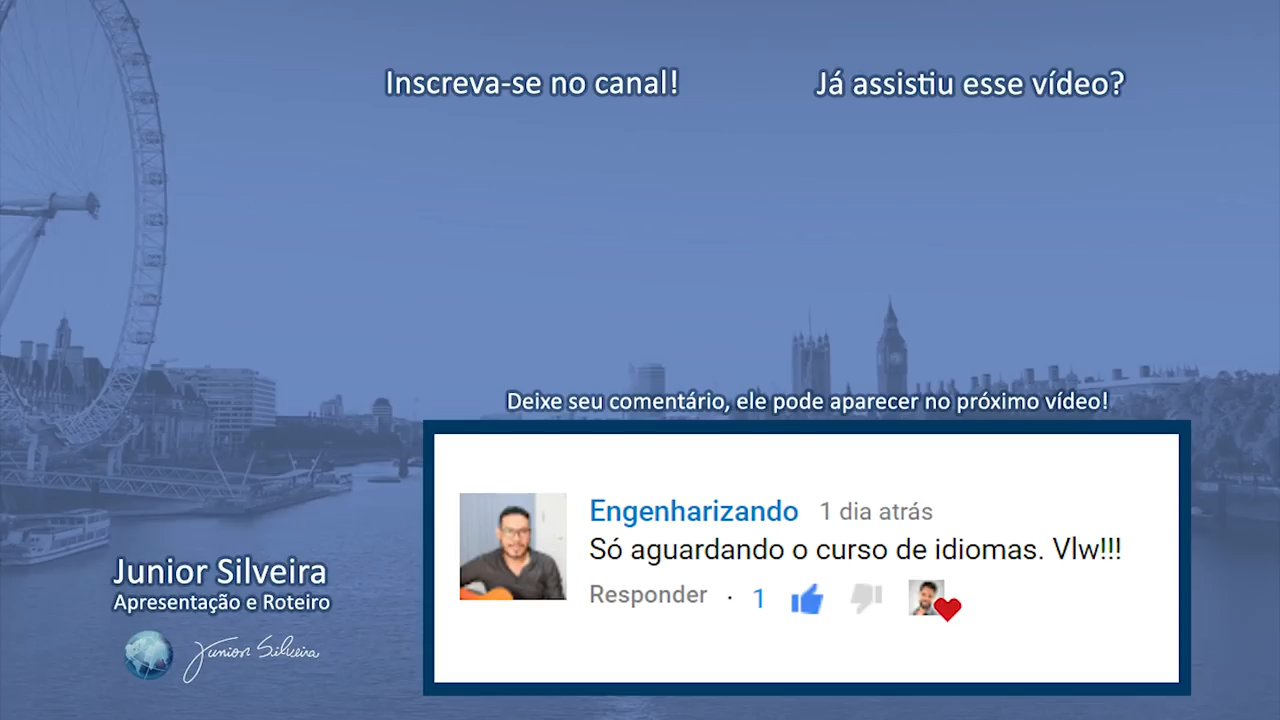 Inscreva-se no canal!
Já assistiu esse vídeo?
Deixe seu comentário, ele pode aparecer no próximo vídeo!
Engenharizando 1 dia atrás
Só aguardando o curso de idiomas. Vlw!!!
Responder · 1
Junior Silveira
Apresentação e Roteiro
Junior Silveira